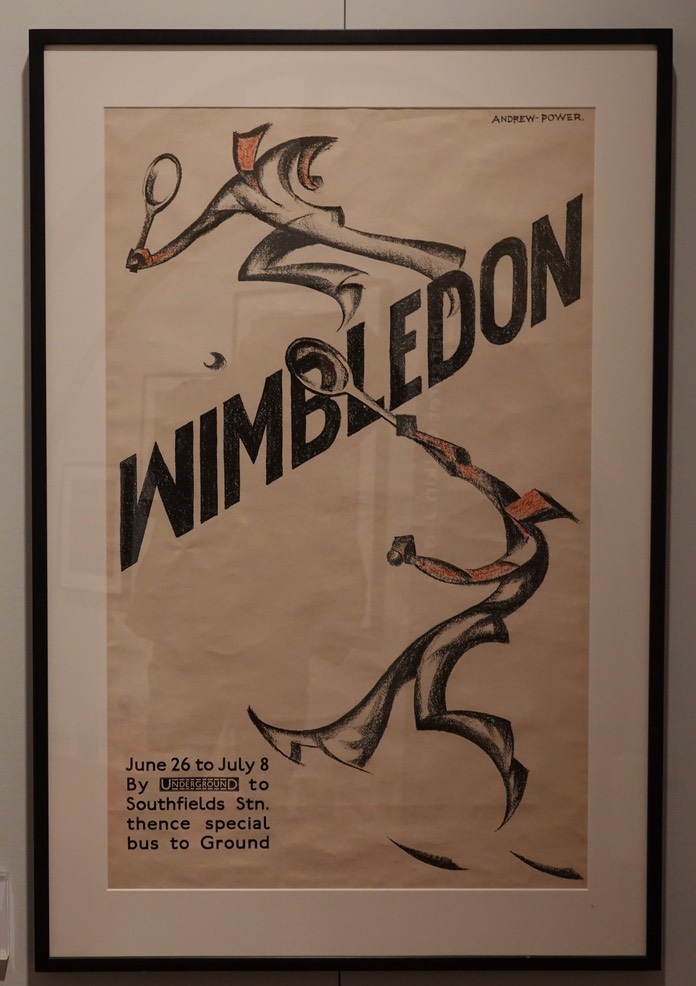 ANDREW-POWER.
WIMBLEDON
June 26 to July 8
By UNDERGROUND to
Southfields Stn.
thence special
bus to Ground